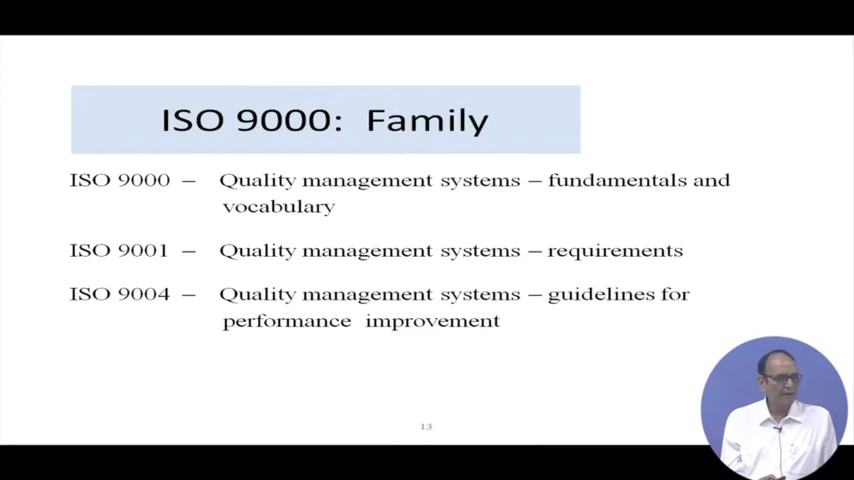 ISO 9000: Family
ISO 9000 – Quality management systems – fundamentals and
vocabulary
ISO 9001 – Quality management systems – requirements
ISO 9004 – Quality management systems – guidelines for
performance improvement
13